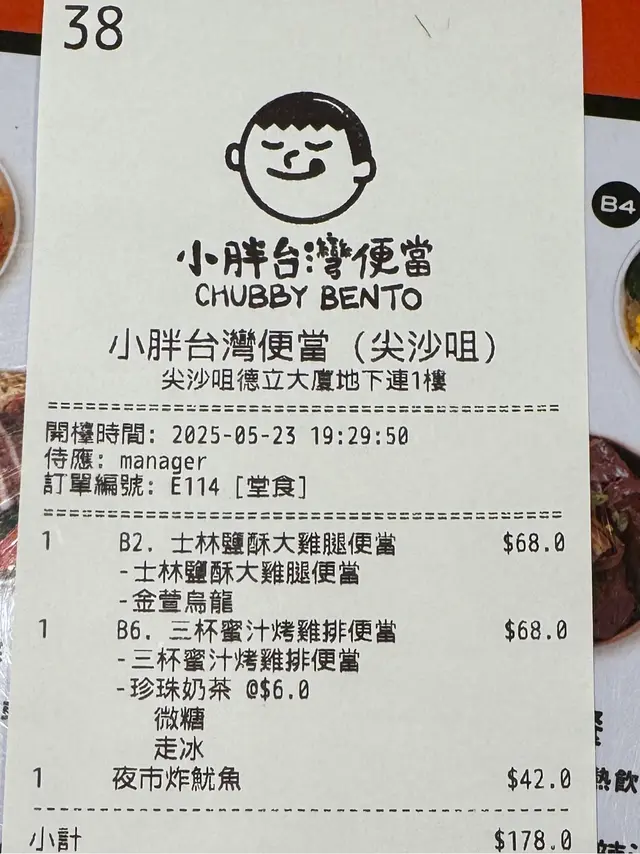 38
小胖台灣便當
CHUBBY BENTO
小胖台灣便當 (尖沙咀)
尖沙咀德立大廈地下連1樓
開檯時間: 2025-05-23 19:29:50
侍應: manager
訂單編號: E114 [堂食]
1 B2. 士林鹽酥大雞腿便當 $68.0
-士林鹽酥大雞腿便當
-金萱烏龍
1 B6. 三杯蜜汁烤雞排便當 $68.0
-三杯蜜汁烤雞排便當
-珍珠奶茶 @$6.0
微糖
走冰
1 夜市炸魷魚 $42.0
小計 $178.0
B4
熱飲